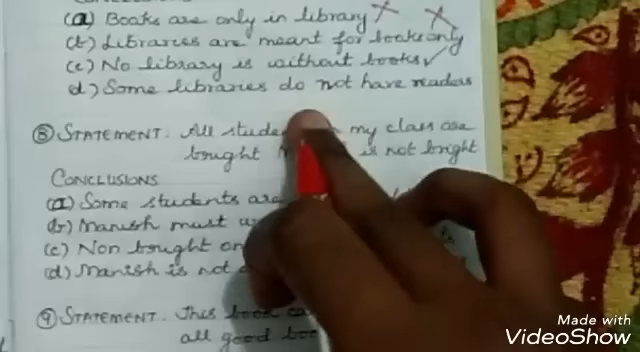 CONCLUSIONS
(a) Books are only in library
(b) Libraries are meant for books only
(c) No library is without books
(d) Some libraries do not have readers
⑧ STATEMENT: All my class are
bright is not bright
CONCLUSIONS
(a) Some students are
(b) Manish must
(c) Non bright
(d) Manish is not a
⑨ STATEMENT: This book
all good
Made with
VideoShow